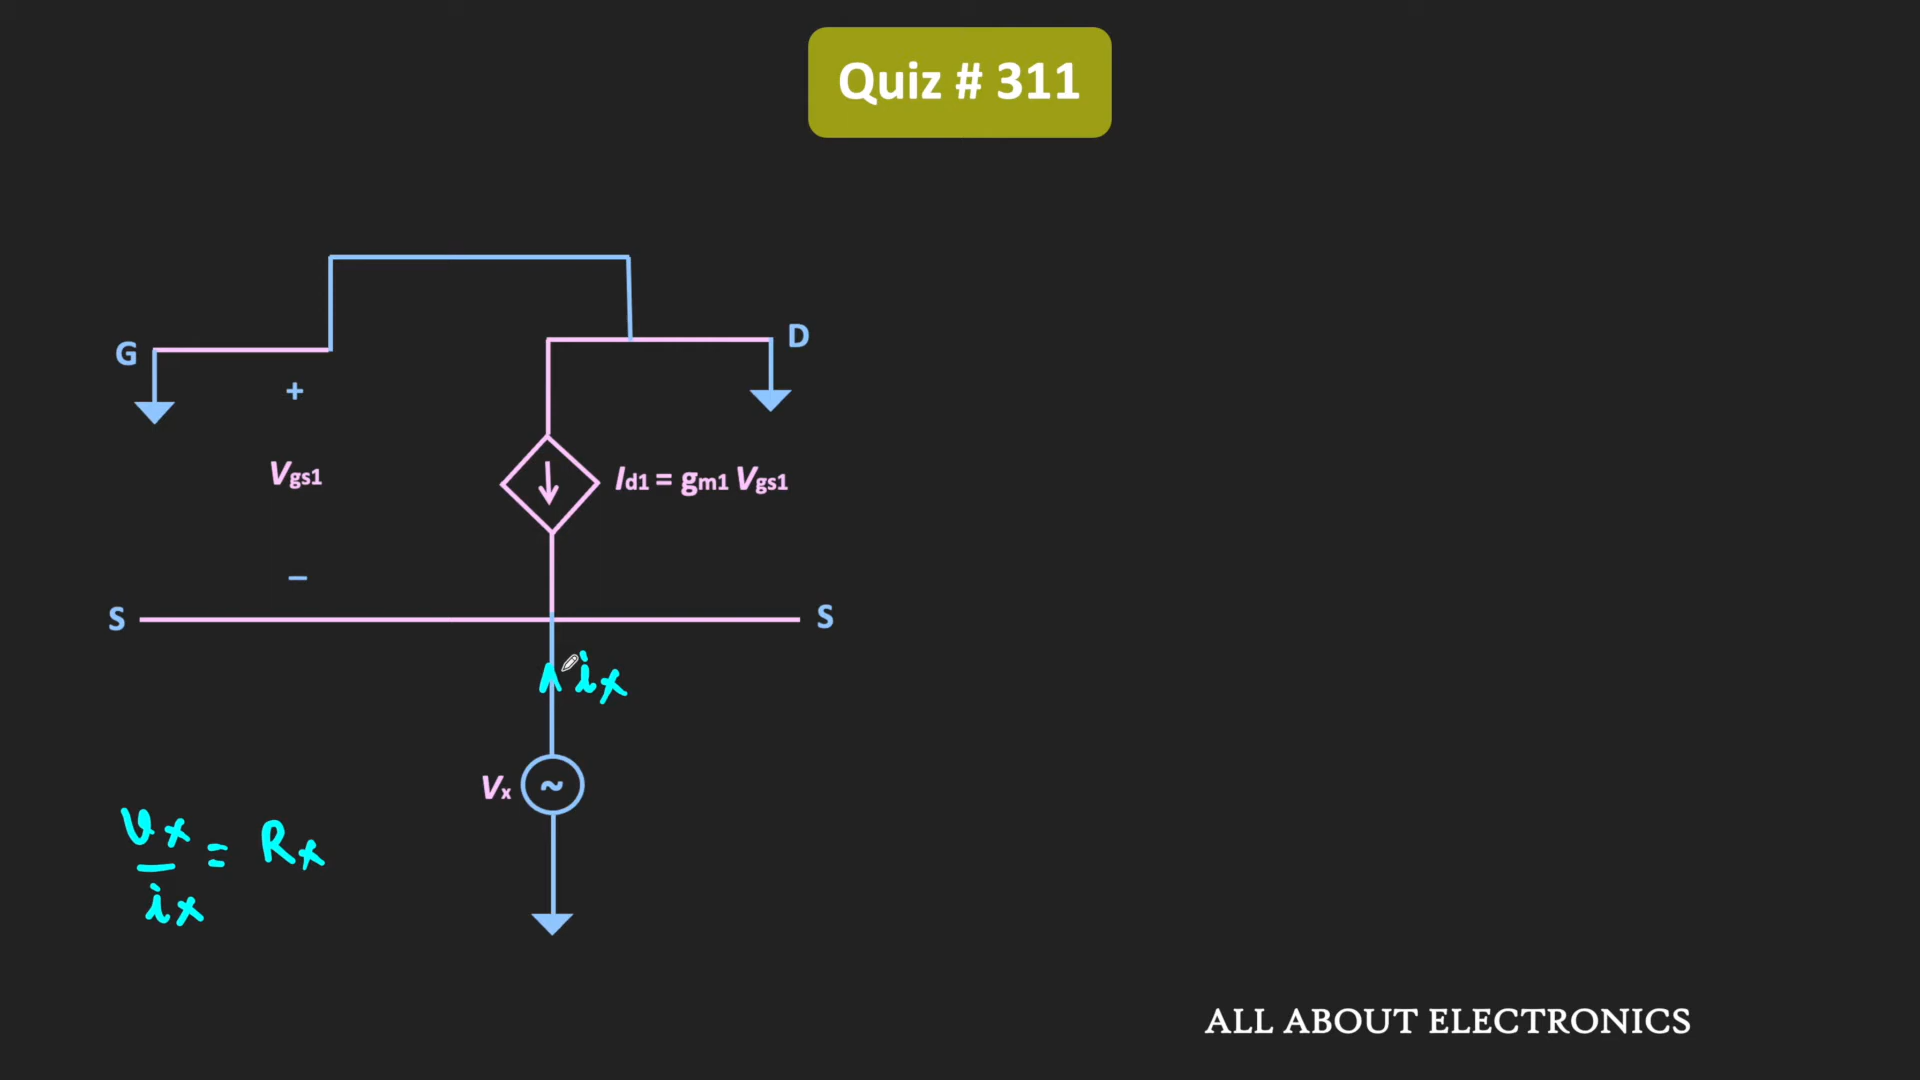 Quiz # 311
G
D
+
Vgs1
Id1 = gm1 Vgs1
–
S
S
ix
Vx
~
vx
ix
= Rx
ALL ABOUT ELECTRONICS